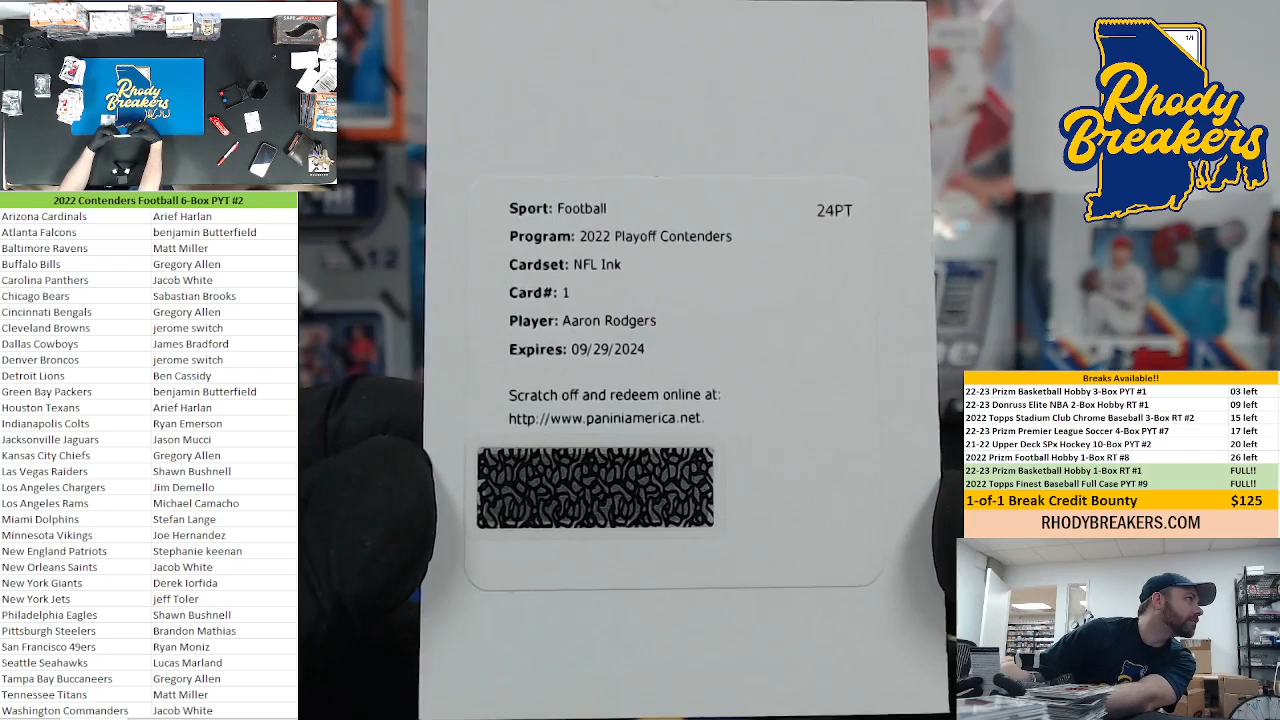 SAFE
Rhody
Breakers
1/1
Rhody
Breakers
2022 Contenders Football 6-Box PYT #2
Arizona Cardinals Arief Harlan
Atlanta Falcons benjamin Butterfield
Baltimore Ravens Matt Miller
Buffalo Bills Gregory Allen
Carolina Panthers Jacob White
Chicago Bears Sabastian Brooks
Cincinnati Bengals Gregory Allen
Cleveland Browns jerome switch
Dallas Cowboys James Bradford
Denver Broncos jerome switch
Detroit Lions Ben Cassidy
Green Bay Packers benjamin Butterfield
Houston Texans Arief Harlan
Indianapolis Colts Ryan Emerson
Jacksonville Jaguars Jason Mucci
Kansas City Chiefs Gregory Allen
Las Vegas Raiders Shawn Bushnell
Los Angeles Chargers Jim Demello
Los Angeles Rams Michael Camacho
Miami Dolphins Stefan Lange
Minnesota Vikings Joe Hernandez
New England Patriots Stephanie keenan
New Orleans Saints Jacob White
New York Giants Derek Iorfida
New York Jets jeff Toler
Philadelphia Eagles Shawn Bushnell
Pittsburgh Steelers Brandon Mathias
San Francisco 49ers Ryan Moniz
Seattle Seahawks Lucas Marland
Tampa Bay Buccaneers Gregory Allen
Tennessee Titans Matt Miller
Washington Commanders Jacob White
Sport: Football 24PT
Program: 2022 Playoff Contenders
Cardset: NFL Ink
Card#: 1
Player: Aaron Rodgers
Expires: 09/29/2024
Scratch off and redeem online at:
http://www.paniniamerica.net.
Breaks Available!!
22-23 Prizm Basketball Hobby 3-Box PYT #1 03 left
22-23 Donruss Elite NBA 2-Box Hobby RT #1 09 left
2022 Topps Stadium Club Chrome Baseball 3-Box RT #2 15 left
22-23 Prizm Premier League Soccer 4-Box PYT #7 17 left
21-22 Upper Deck SPx Hockey 10-Box PYT #2 20 left
2022 Prizm Football Hobby 1-Box RT #8 26 left
22-23 Prizm Basketball Hobby 1-Box RT #1 FULL!!
2022 Topps Finest Baseball Full Case PYT #9 FULL!!
1-of-1 Break Credit Bounty $125
RHODYBREAKERS.COM